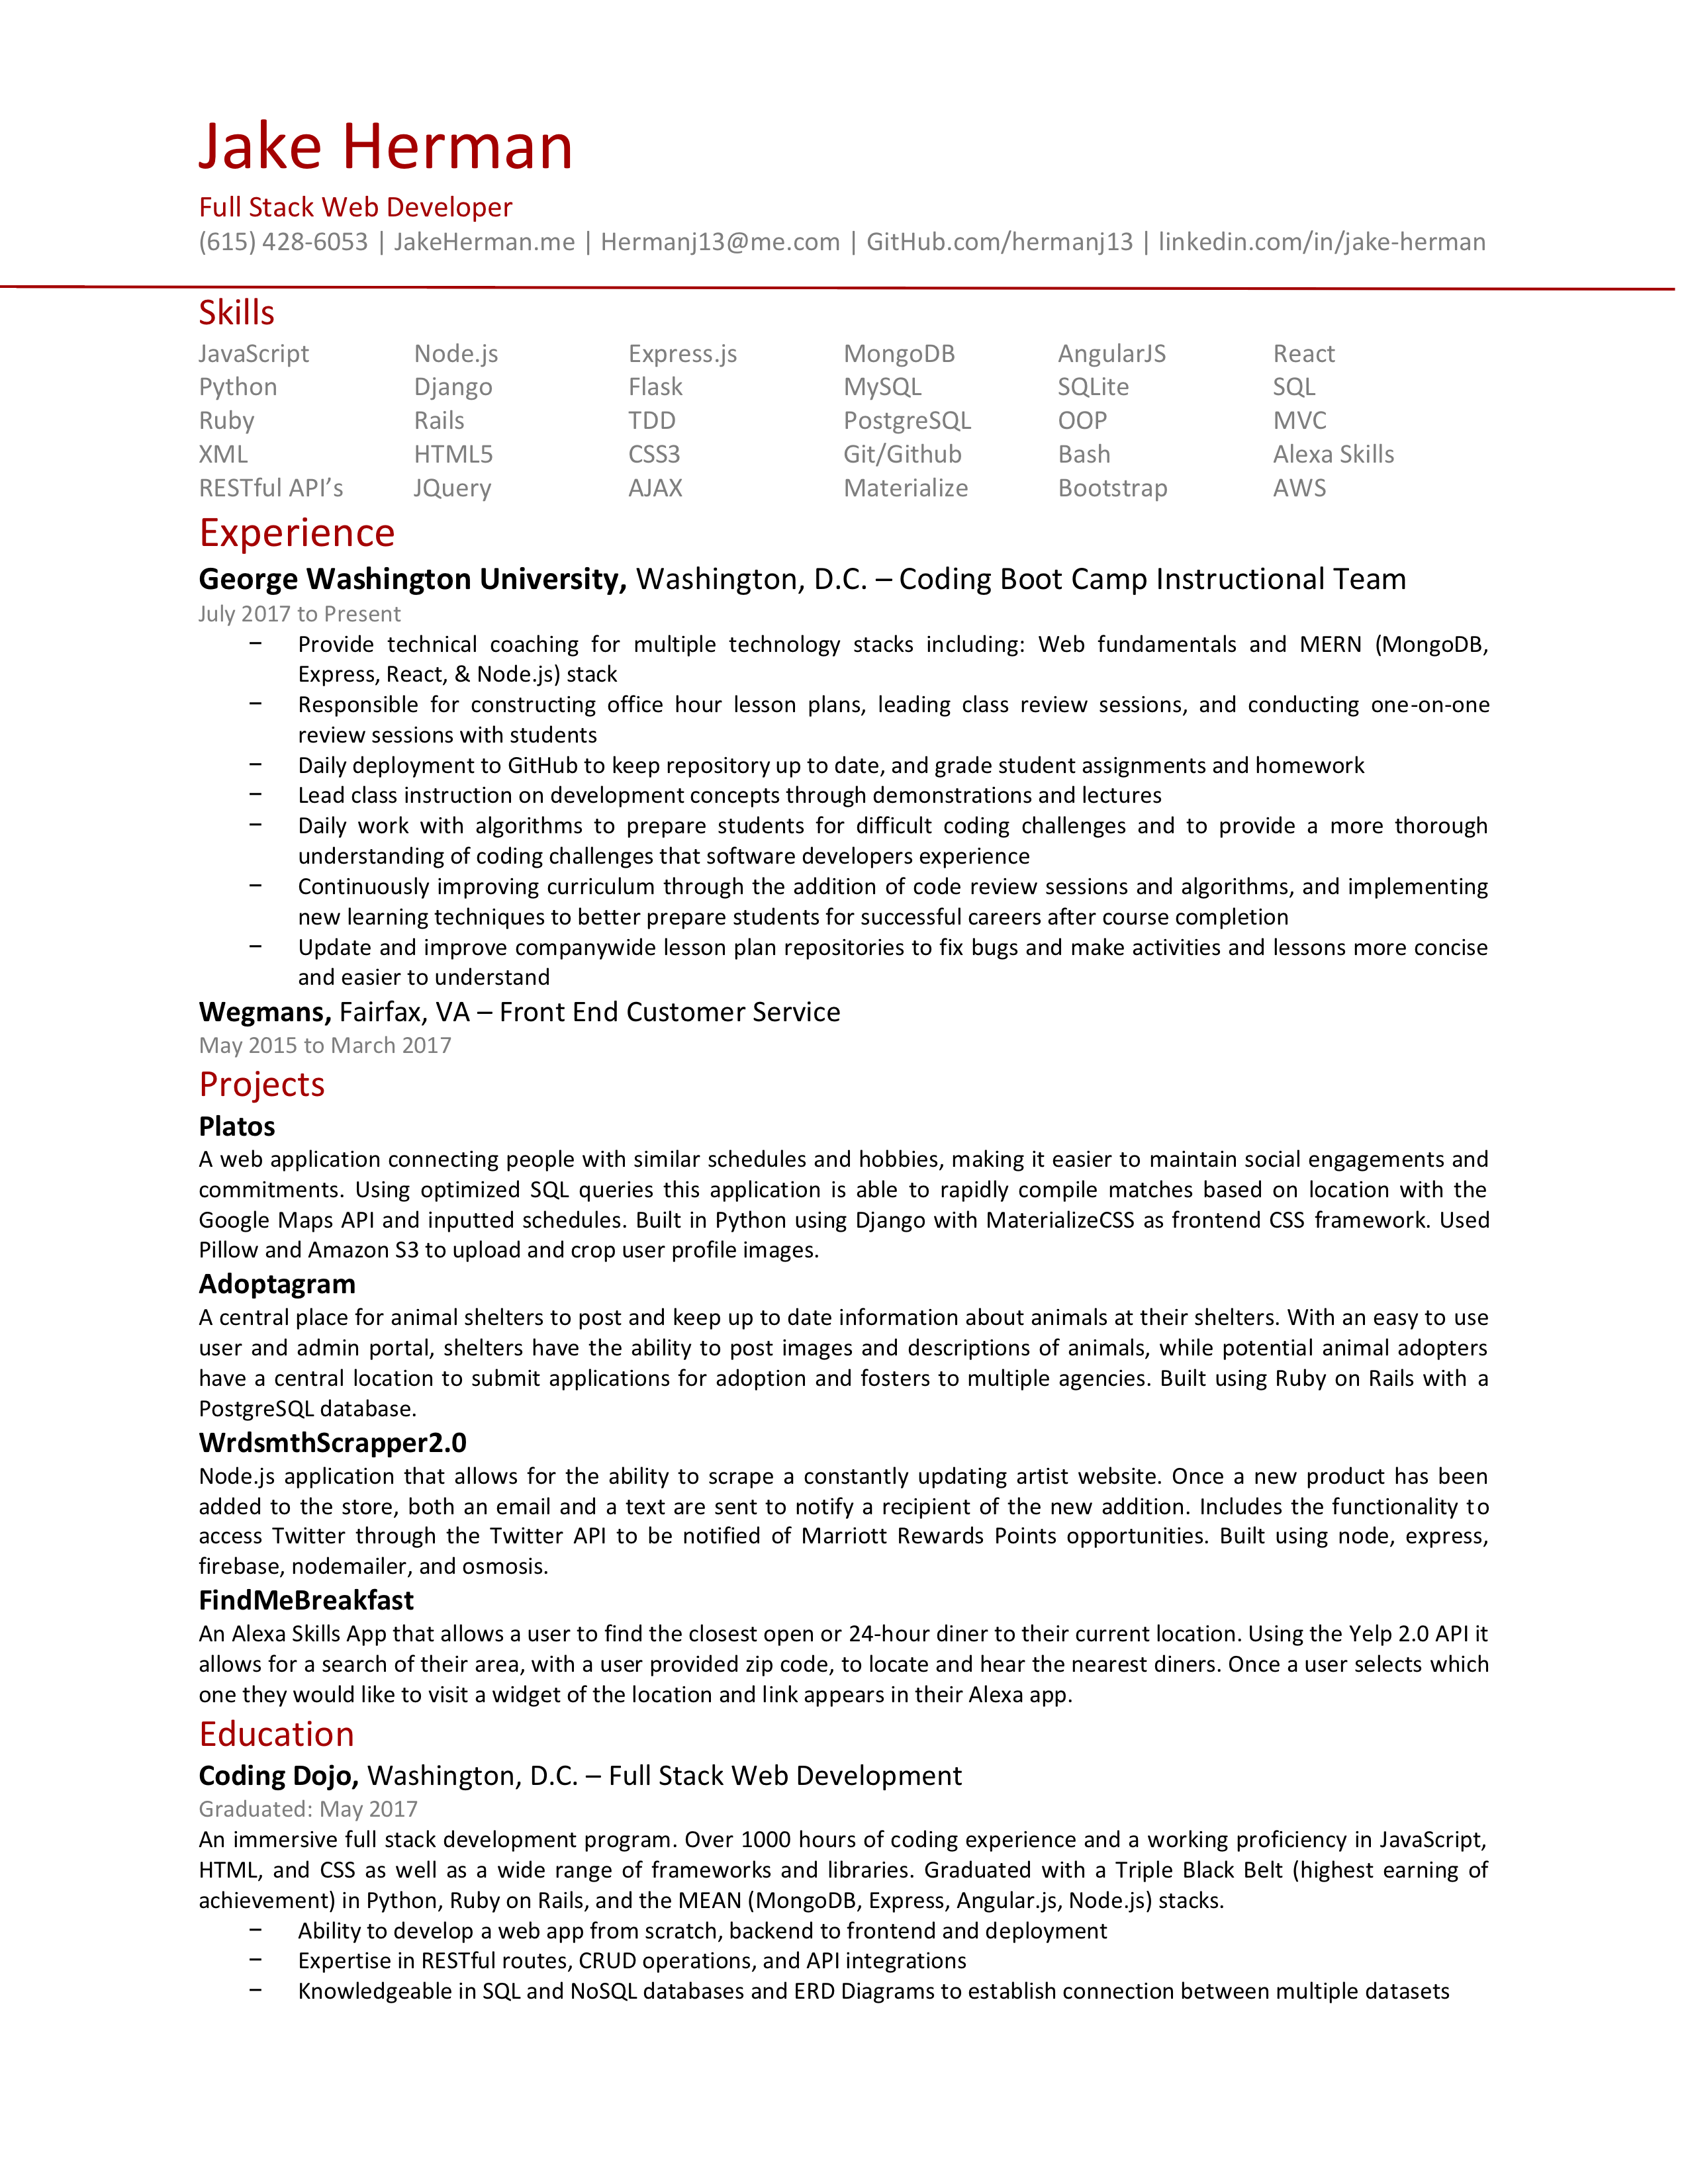 Jake Herman
Full Stack Web Developer
(615) 428-6053 | JakeHerman.me | Hermanj13@me.com | GitHub.com/hermanj13 | linkedin.com/in/jake-herman
Skills
JavaScript Node.js Express.js MongoDB AngularJS React
Python Django Flask MySQL SQLite SQL
Ruby Rails TDD PostgreSQL OOP MVC
XML HTML5 CSS3 Git/Github Bash Alexa Skills
RESTful API’s JQuery AJAX Materialize Bootstrap AWS
Experience
George Washington University, Washington, D.C. – Coding Boot Camp Instructional Team
July 2017 to Present
− Provide technical coaching for multiple technology stacks including: Web fundamentals and MERN (MongoDB,
Express, React, & Node.js) stack
− Responsible for constructing office hour lesson plans, leading class review sessions, and conducting one-on-one
review sessions with students
− Daily deployment to GitHub to keep repository up to date, and grade student assignments and homework
− Lead class instruction on development concepts through demonstrations and lectures
− Daily work with algorithms to prepare students for difficult coding challenges and to provide a more thorough
understanding of coding challenges that software developers experience
− Continuously improving curriculum through the addition of code review sessions and algorithms, and implementing
new learning techniques to better prepare students for successful careers after course completion
− Update and improve companywide lesson plan repositories to fix bugs and make activities and lessons more concise
and easier to understand
Wegmans, Fairfax, VA – Front End Customer Service
May 2015 to March 2017
Projects
Platos
A web application connecting people with similar schedules and hobbies, making it easier to maintain social engagements and
commitments. Using optimized SQL queries this application is able to rapidly compile matches based on location with the
Google Maps API and inputted schedules. Built in Python using Django with MaterializeCSS as frontend CSS framework. Used
Pillow and Amazon S3 to upload and crop user profile images.
Adoptagram
A central place for animal shelters to post and keep up to date information about animals at their shelters. With an easy to use
user and admin portal, shelters have the ability to post images and descriptions of animals, while potential animal adopters
have a central location to submit applications for adoption and fosters to multiple agencies. Built using Ruby on Rails with a
PostgreSQL database.
WrdsmthScrapper2.0
Node.js application that allows for the ability to scrape a constantly updating artist website. Once a new product has been
added to the store, both an email and a text are sent to notify a recipient of the new addition. Includes the functionality to
access Twitter through the Twitter API to be notified of Marriott Rewards Points opportunities. Built using node, express,
firebase, nodemailer, and osmosis.
FindMeBreakfast
An Alexa Skills App that allows a user to find the closest open or 24-hour diner to their current location. Using the Yelp 2.0 API it
allows for a search of their area, with a user provided zip code, to locate and hear the nearest diners. Once a user selects which
one they would like to visit a widget of the location and link appears in their Alexa app.
Education
Coding Dojo, Washington, D.C. – Full Stack Web Development
Graduated: May 2017
An immersive full stack development program. Over 1000 hours of coding experience and a working proficiency in JavaScript,
HTML, and CSS as well as a wide range of frameworks and libraries. Graduated with a Triple Black Belt (highest earning of
achievement) in Python, Ruby on Rails, and the MEAN (MongoDB, Express, Angular.js, Node.js) stacks.
− Ability to develop a web app from scratch, backend to frontend and deployment
− Expertise in RESTful routes, CRUD operations, and API integrations
− Knowledgeable in SQL and NoSQL databases and ERD Diagrams to establish connection between multiple datasets